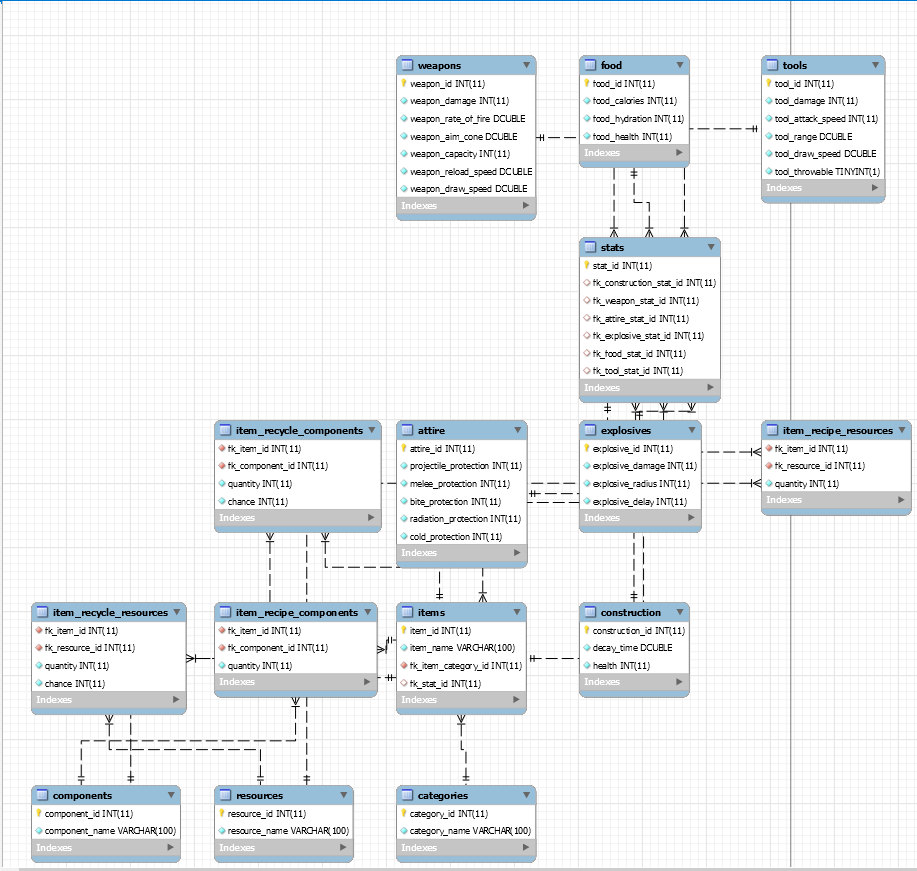 weapons
weapon_id INT(11)
weapon_damage INT(11)
weapon_rate_of_fire DCUBLE
weapon_aim_cone DCUBLE
weapon_capacity INT(11)
weapon_reload_speed DCUBLE
weapon_draw_speed DCUBLE
Indexes
food
food_id INT(11)
food_calories INT(11)
food_hydration INT(11)
food_health INT(11)
Indexes
tools
tool_id INT(11)
tool_damage INT(11)
tool_attack_speed INT(11)
tool_range DCUBLE
tool_draw_speed DCUBLE
tool_throwable TINYINT(1)
Indexes
stats
stat_id INT(11)
fk_construction_stat_id INT(11)
fk_weapon_stat_id INT(11)
fk_attire_stat_id INT(11)
fk_explosive_stat_id INT(11)
fk_food_stat_id INT(11)
fk_tool_stat_id INT(11)
Indexes
item_recycle_components
fk_item_id INT(11)
fk_component_id INT(11)
quantity INT(11)
chance INT(11)
Indexes
attire
attire_id INT(11)
projectile_protection INT(11)
melee_protection INT(11)
bite_protection INT(11)
radiation_protection INT(11)
cold_protection INT(11)
Indexes
explosives
explosive_id INT(11)
explosive_damage INT(11)
explosive_radius INT(11)
explosive_delay INT(11)
Indexes
item_recipe_resources
fk_item_id INT(11)
fk_resource_id INT(11)
quantity INT(11)
Indexes
item_recycle_resources
fk_item_id INT(11)
fk_resource_id INT(11)
quantity INT(11)
chance INT(11)
Indexes
item_recipe_components
fk_item_id INT(11)
fk_component_id INT(11)
quantity INT(11)
Indexes
items
item_id INT(11)
item_name VARCHAR(100)
fk_item_category_id INT(11)
fk_stat_id INT(11)
Indexes
construction
construction_id INT(11)
decay_time DCUBLE
health INT(11)
Indexes
components
component_id INT(11)
component_name VARCHAR(100)
Indexes
resources
resource_id INT(11)
resource_name VARCHAR(100)
Indexes
categories
category_id INT(11)
category_name VARCHAR(100)
Indexes